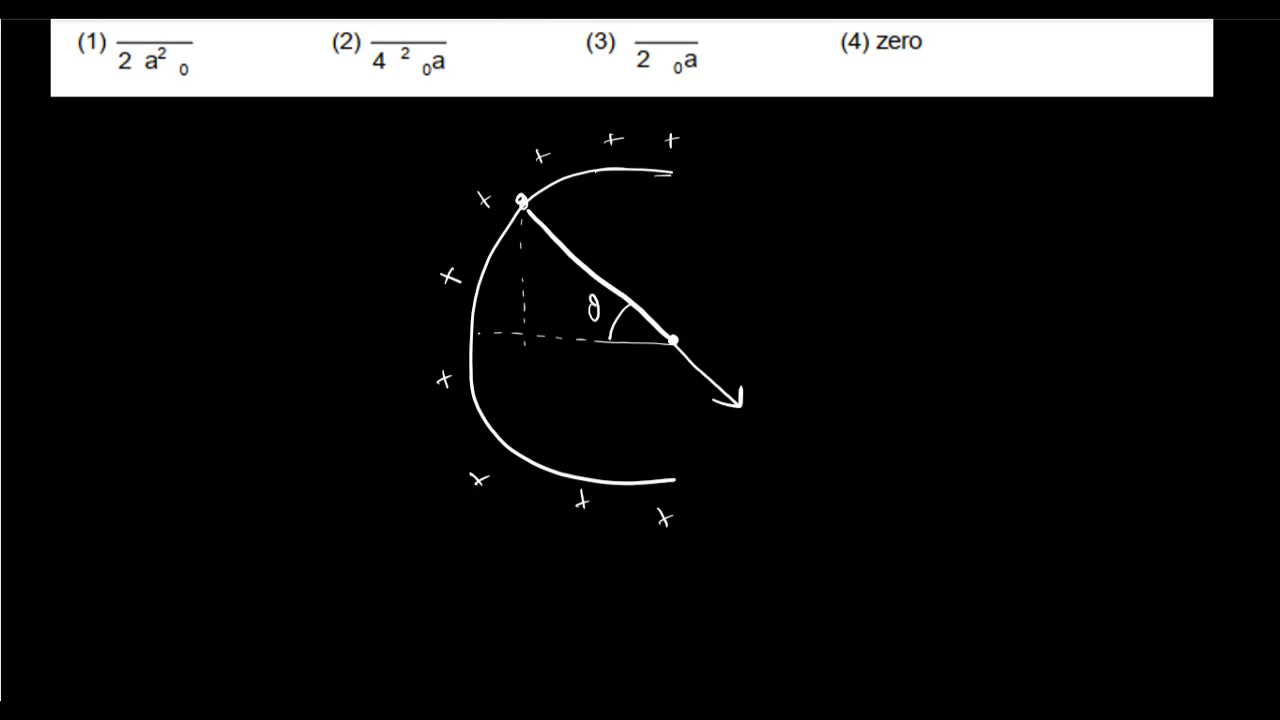 (1) 2 a² ₀ (2) 4 ² ₀a (3) 2 ₀a (4) zero
+ + +
x
x
θ
x
x
+
x